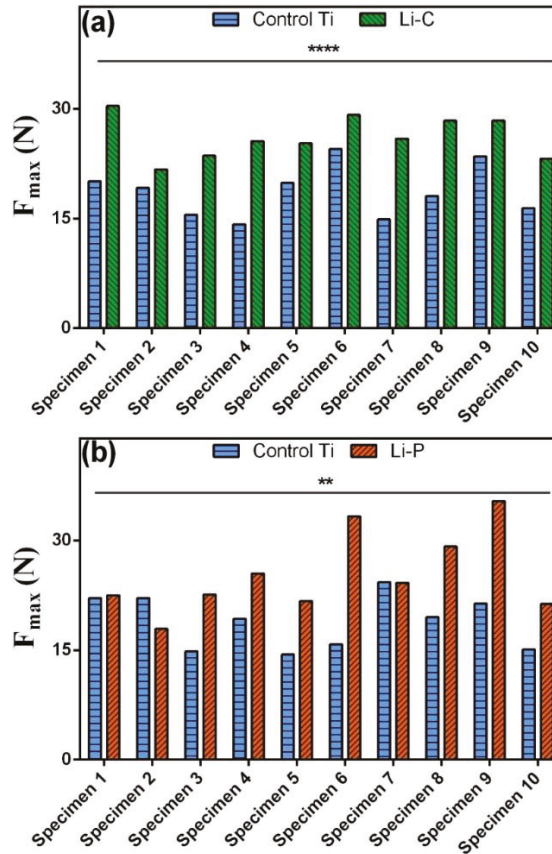 (a)
Control Ti Li-C
****
F max (N)
30
15
0
Specimen 1
Specimen 2
Specimen 3
Specimen 4
Specimen 5
Specimen 6
Specimen 7
Specimen 8
Specimen 9
Specimen 10
(b)
Control Ti Li-P
**
F max (N)
30
15
0
Specimen 1
Specimen 2
Specimen 3
Specimen 4
Specimen 5
Specimen 6
Specimen 7
Specimen 8
Specimen 9
Specimen 10